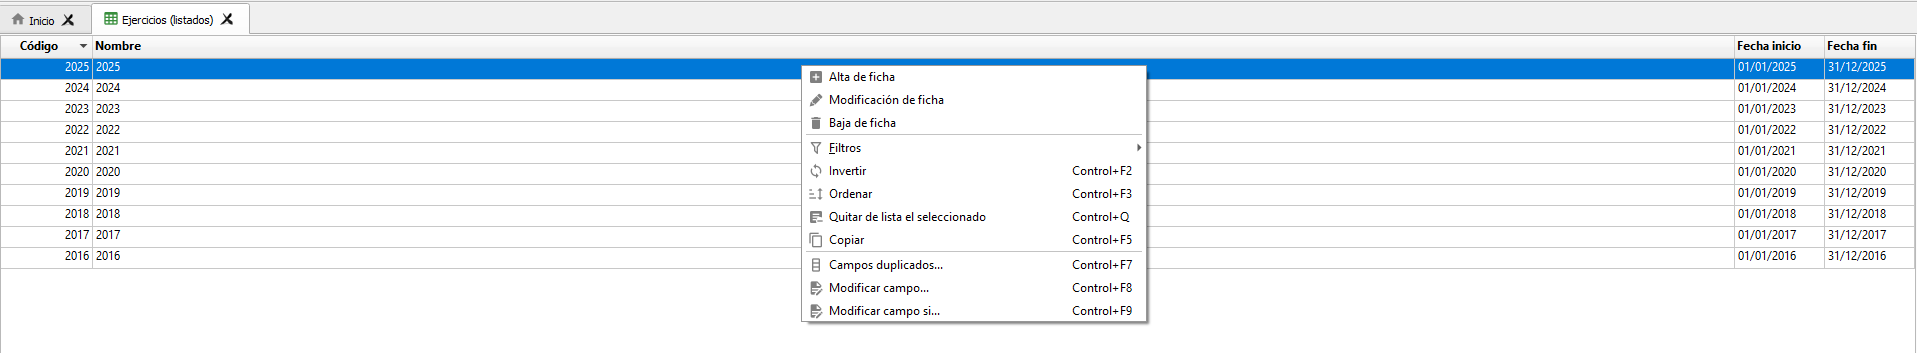 Inicio
Ejercicios (listados)
Código Nombre Fecha inicio Fecha fin
2025 2025 01/01/2025 31/12/2025
2024 2024 01/01/2024 31/12/2024
2023 2023 01/01/2023 31/12/2023
2022 2022 01/01/2022 31/12/2022
2021 2021 01/01/2021 31/12/2021
2020 2020 01/01/2020 31/12/2020
2019 2019 01/01/2019 31/12/2019
2018 2018 01/01/2018 31/12/2018
2017 2017 01/01/2017 31/12/2017
2016 2016 01/01/2016 31/12/2016
Alta de ficha
Modificación de ficha
Baja de ficha
Filtros
Invertir Control+F2
Ordenar Control+F3
Quitar de lista el seleccionado Control+Q
Copiar Control+F5
Campos duplicados... Control+F7
Modificar campo... Control+F8
Modificar campo si... Control+F9